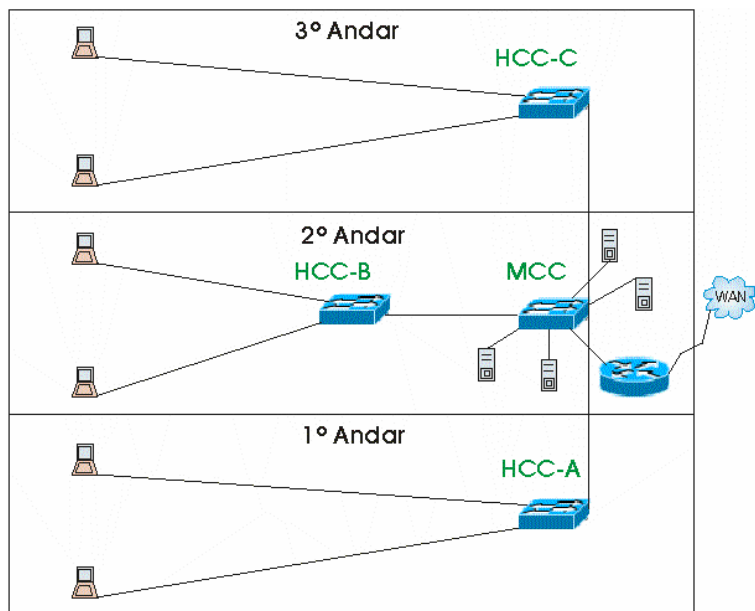 3º Andar
HCC-C
2º Andar
HCC-B
MCC
WAN
1º Andar
HCC-A